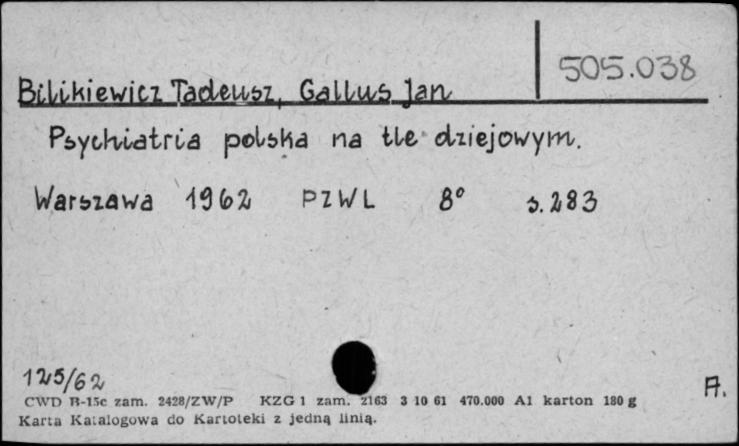 505.038
Bilikiewicz Tadeusz, Gallus Jan
Psychiatria polska na tle dziejowym.
Warszawa 1962 PZWL 8° s. 283
125/62
A.
CWD B-15c zam. 2428/ZW/P KZG 1 zam. 2163 3 10 61 470.000 A1 karton 180 g
Karta Katalogowa do Kartoteki z jedną linią.